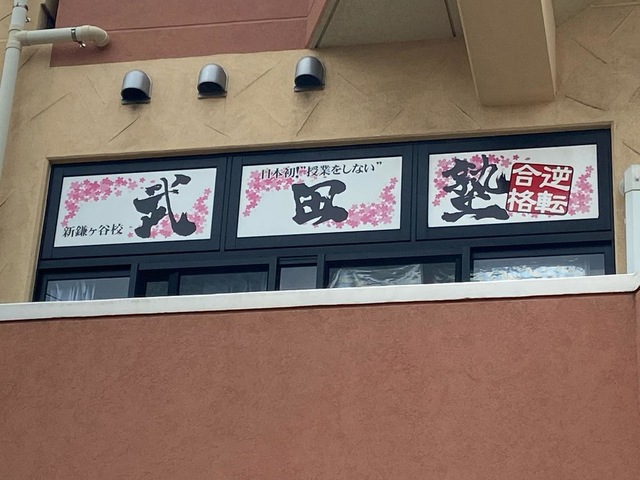 武田塾
新鎌ヶ谷校
日本初!"授業をしない"
逆転
合格